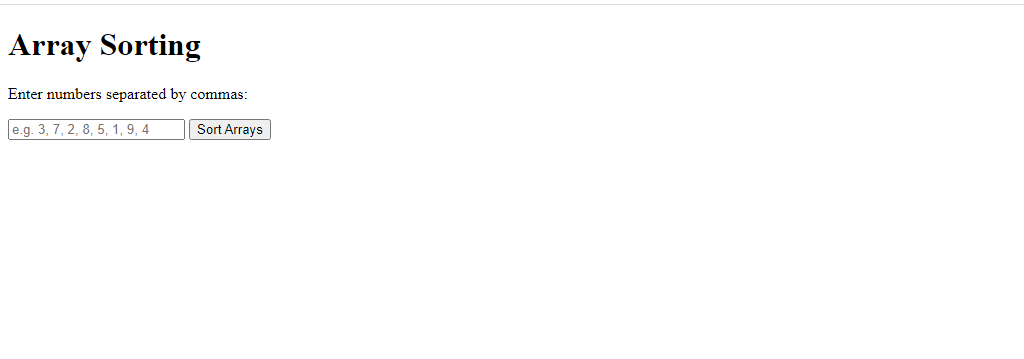 Array Sorting
Enter numbers separated by commas:
e.g. 3, 7, 2, 8, 5, 1, 9, 4 Sort Arrays